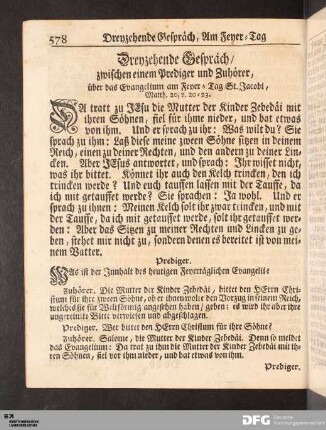 578 Dreyzehende Gespräch, Am Feyer-Tag
Dreyzehende Gespräch/
zwischen einem Prediger und Zuhörer,
über das Evangelium am Feyer-Tag St. Jacobi,
Matth. 20, v. 20-23.
DA tratt zu JEsu die Mutter der Kinder Zebedäi mit
ihren Söhnen, fiel für ihme nieder, und bat etwas
von ihm. Und er sprach zu ihr: Was wilt du? Sie
sprach zu ihm: Laß diese meine zween Söhne sitzen in deinem
Reich, einen zu deiner Rechten, und den andern zu deiner Lin-
cken. Aber JEsus antwortet, und sprach: Ihr wisset nicht,
was ihr bittet. Könnet ihr auch den Kelch trincken, den ich
trincken werde? Und euch tauffen lassen mit der Tauffe, da
ich mit getauffet werde? Sie sprachen: Ja wohl. Und er
sprach zu ihnen: Meinen Kelch solt ihr zwar trincken, und mit
der Tauffe, da ich mit getauffet werde, solt ihr getauffet wer-
den: Aber das Sitzen zu meiner Rechten und Lincken zu ge-
ben, stehet mir nicht zu, sondern denen es bereitet ist von mei-
nem Vatter.
Prediger.
WAs ist der Innhalt des heutigen Feyertäglichen Evangelii?
Zuhörer. Die Mutter der Kinder Zebedäi, bittet den HErrn Chri-
stum für ihre zween Söhne, ob er ihnen wolte den Vorzug in seinem Reich,
welches sie für Weltförmig angesehen haben/ geben: es wird ihr aber ihre
ungereimte Bitte verwiesen und abgeschlagen.
Prediger. Wer bittet den HErrn Christum für ihre Söhne?
Zuhörer. Salome, die Mutter der Kinder Zebedäi. Denn so meldet
das Evangelium: Da trat zu ihm die Mutter der Kinder Zebedäi mit ih-
ren Söhnen, fiel vor ihm nieder, und bat etwas von ihm.
Prediger.
WLB
WÜRTTEMBERGISCHE
LANDESBIBLIOTHEK
DFG Deutsche
Forschungsgemeinschaft